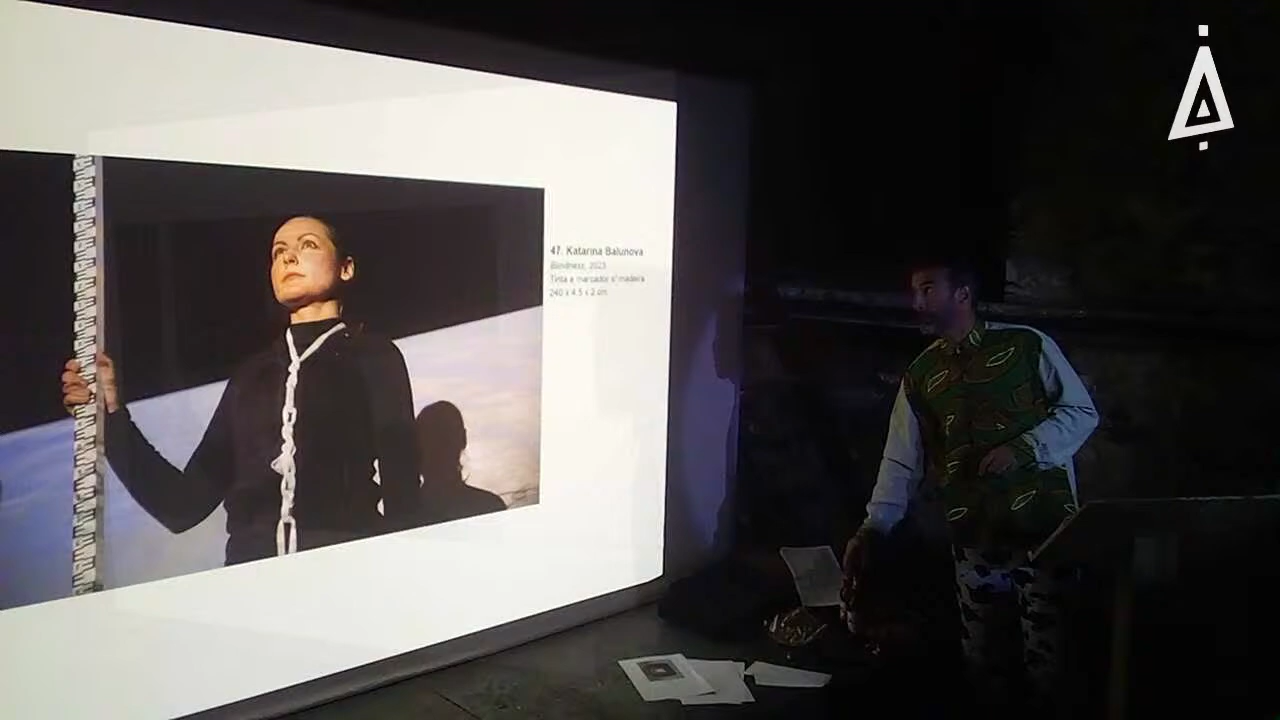 47. Katarina Balunova
Blindness, 2023
Tinta e marcador s/ madeira
240 x 4.5 x 2 cm